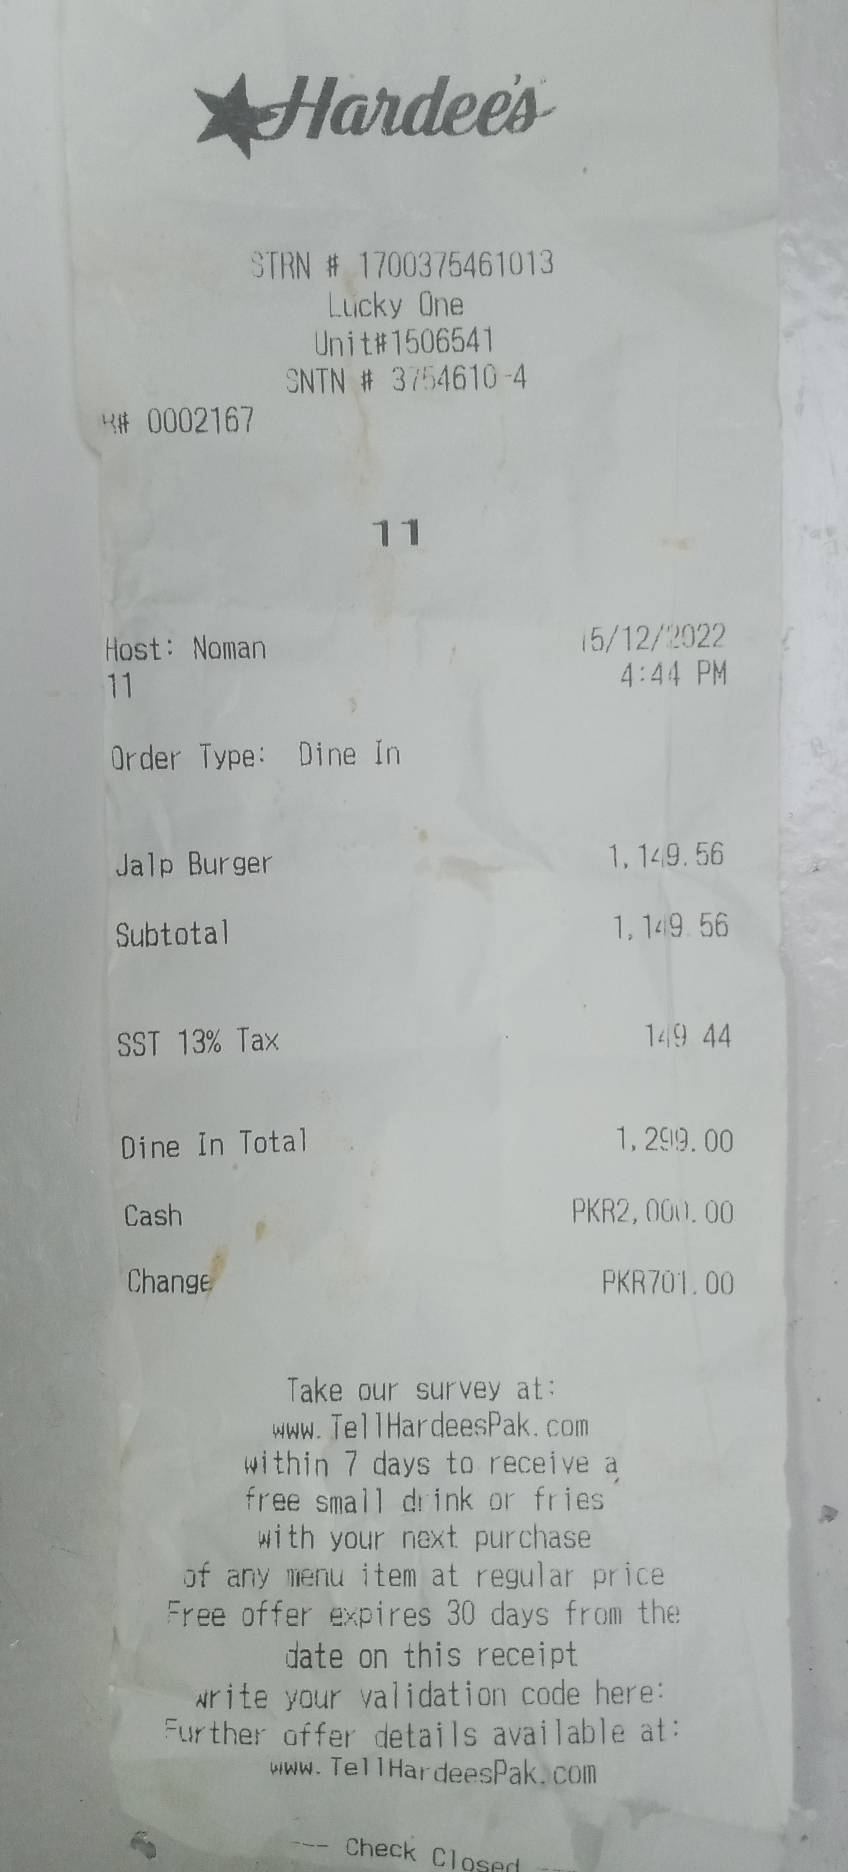 Hardee's
STRN # 1700375461013
Lucky One
Unit#1506541
SNTN # 3754610-4
R# 0002167
11
Host: Noman 15/12/2022
11 4:44 PM
Order Type: Dine In
Jalp Burger 1,149.56
Subtotal 1,149.56
SST 13% Tax 149.44
Dine In Total 1,299.00
Cash PKR2,000.00
Change PKR701.00
Take our survey at:
www.TellHardeesPak.com
within 7 days to receive a
free small drink or fries
with your next purchase
of any menu item at regular price
Free offer expires 30 days from the
date on this receipt
write your validation code here:
Further offer details available at:
www.TellHardeesPak.com
--- Check Closed ---